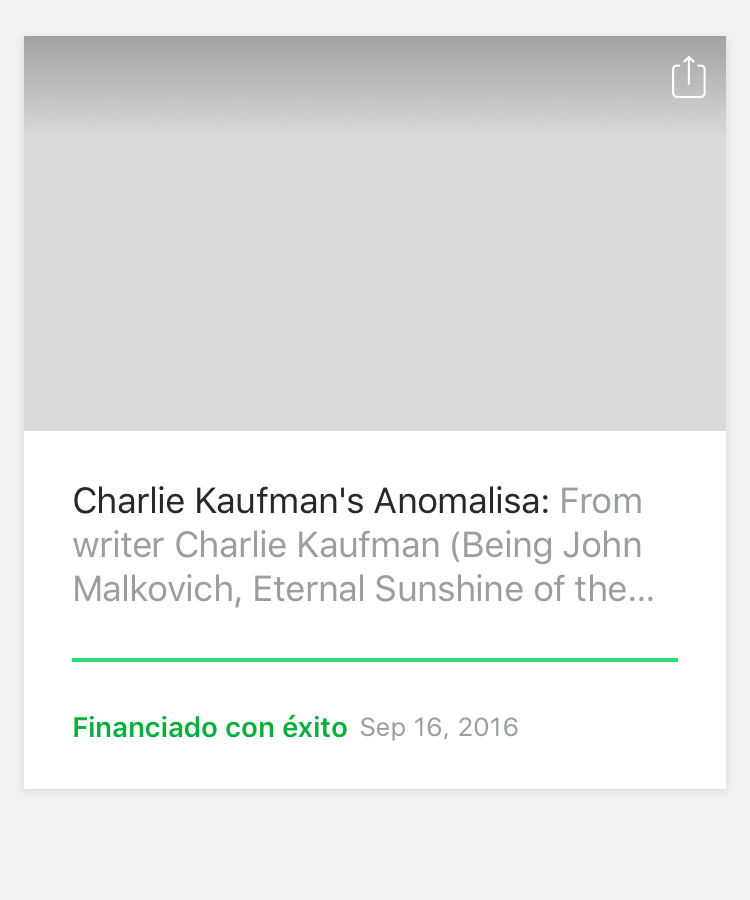 Charlie Kaufman's Anomalisa: From
writer Charlie Kaufman (Being John
Malkovich, Eternal Sunshine of the...
Financiado con éxito Sep 16, 2016